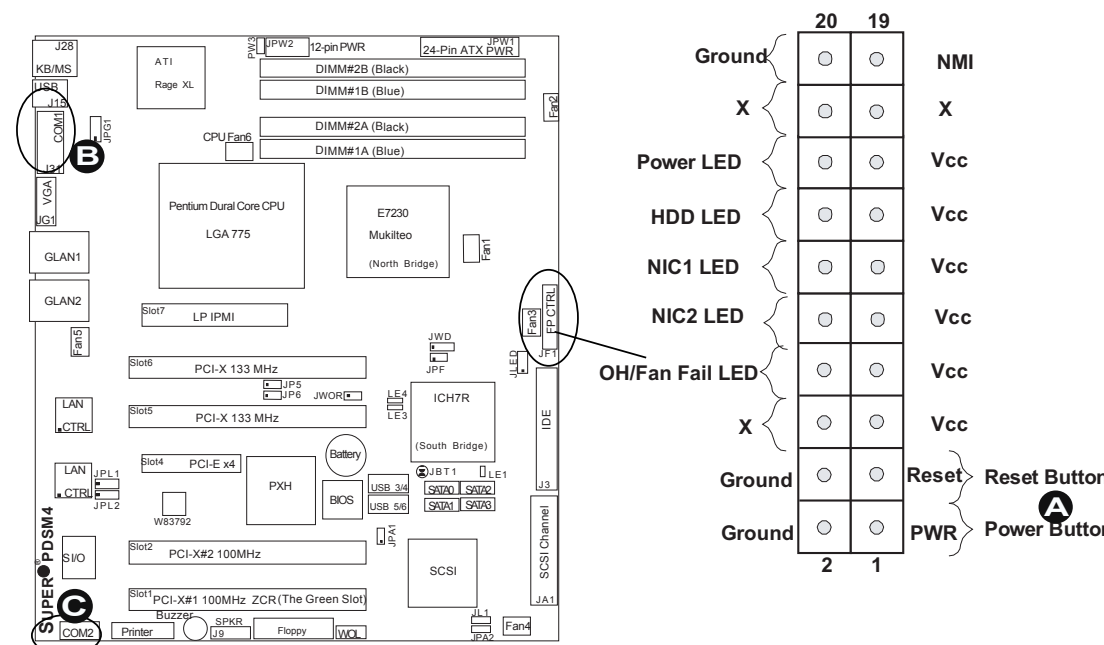 20 19
Ground NMI
X X
Power LED Vcc
HDD LED Vcc
NIC1 LED Vcc
NIC2 LED Vcc
OH/Fan Fail LED Vcc
X Vcc
Ground Reset Reset Button
A
Ground PWR Power Button
2 1
J28
KB/MS
USB
J15
COM1
J31
B
JPG1
VGA
JG1
GLAN1
GLAN2
Fan5
ATI
Rage XL
PW3
JPW2
12-pin PWR
JPW1
24-Pin ATX PWR
DIMM#2B (Black)
DIMM#1B (Blue)
DIMM#2A (Black)
DIMM#1A (Blue)
Fan2
CPU Fan6
Pentium Dural Core CPU
LGA 775
E7230
Mukilteo
(North Bridge)
Fan1
Fan3
FP CTRL
JF1
Slot7
LP IPMI
JWD
JPF
JLED
Slot6
PCI-X 133 MHz
JP5
JP6
JWOR
LE4
LE3
ICH7R
(South Bridge)
IDE
J3
LAN
CTRL
Slot5
PCI-X 133 MHz
Battery
JBT1
LE1
Slot4
PCI-E x4
LAN
CTRL
JPL1
JPL2
W83792
PXH
BIOS
USB 3/4
USB 5/6
SATA0
SATA2
SATA1
SATA3
JPA1
SCSI
SCSI Channel
JA1
S I/O
Slot2
PCI-X#2 100MHz
Slot1
PCI-X#1 100MHz ZCR (The Green Slot)
SUPER ® PDSM4
C
COM2
Printer
Buzzer
SPKR
J9
Floppy
WOL
JL1
JPA2
Fan4